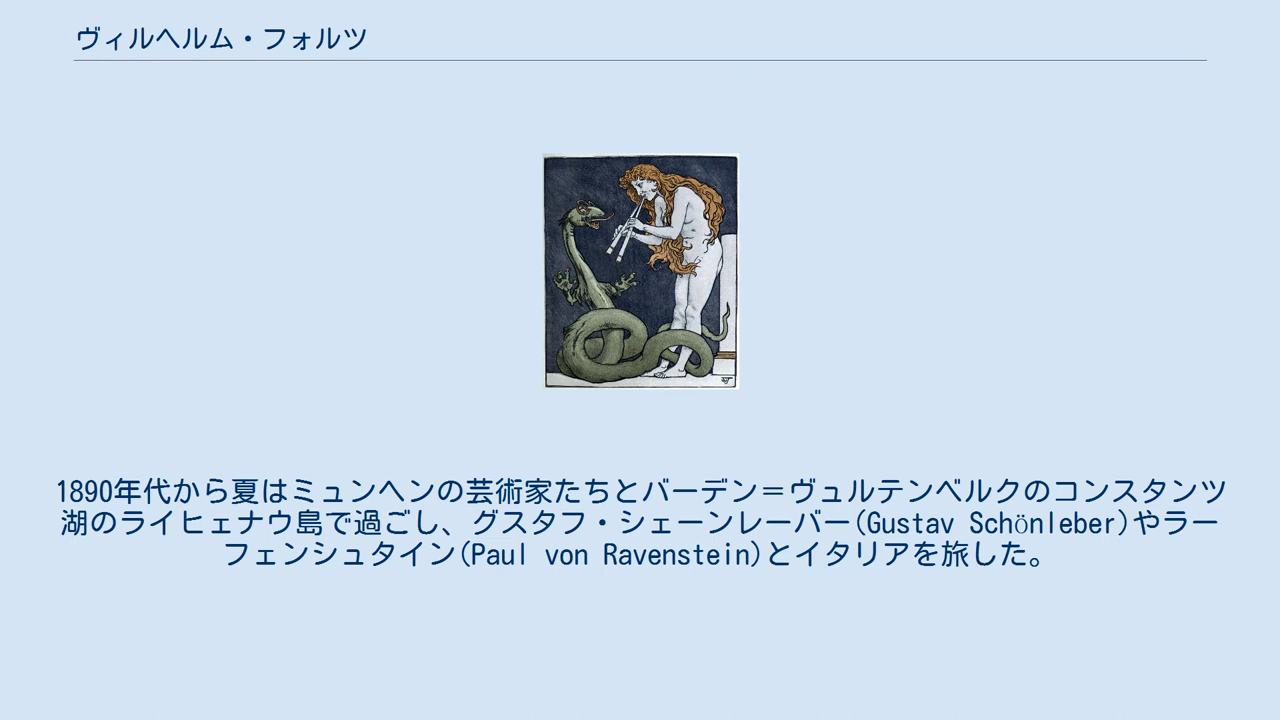 ヴィルヘルム・フォルツ
1890年代から夏はミュンヘンの芸術家たちとバーデン＝ヴュルテンベルクのコンスタンツ
湖のライヒェナウ島で過ごし、グスタフ・シェーンレーバー(Gustav Schönleber)やラー
フェンシュタイン(Paul von Ravenstein)とイタリアを旅した。